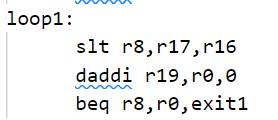 loop1:
slt r8,r17,r16
daddi r19,r0,0
beq r8,r0,exit1